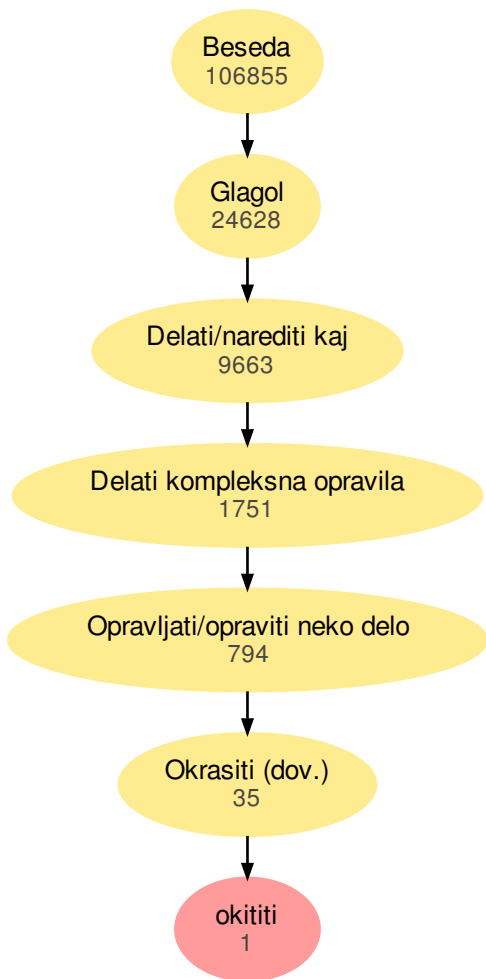 Beseda
106855
Glagol
24628
Delati/narediti kaj
9663
Delati kompleksna opravila
1751
Opravljati/opraviti neko delo
794
Okrasiti (dov.)
35
okititi
1